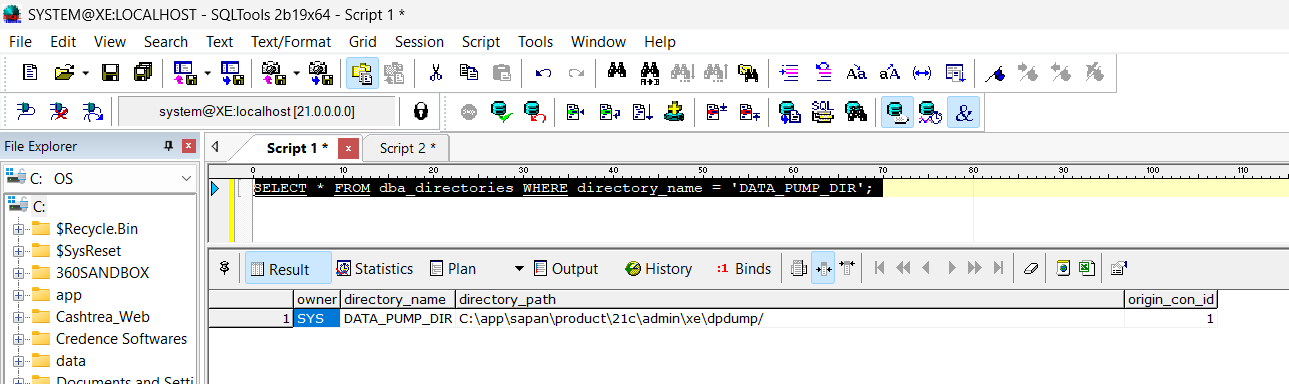 SYSTEM@XE:LOCALHOST - SQLTools 2b19x64 - Script 1 *
File Edit View Search Text Text/Format Grid Session Script Tools Window Help
system@XE:localhost [21.0.0.0.0]
SQL &
File Explorer
Script 1 * Script 2 *
C: OS
0 10 20 30 40 50 60 70 80 90 100 110
SELECT * FROM dba_directories WHERE directory_name = 'DATA_PUMP_DIR';
C:
$Recycle.Bin
$SysReset
360SANDBOX
app
Cashtrea_Web
Credence Softwares
data
Documents and Setti
Result Statistics Plan Output History :1 Binds
owner directory_name directory_path origin_con_id
1 SYS DATA_PUMP_DIR C:\app\sapan\product\21c\admin\xe\dpdump/ 1